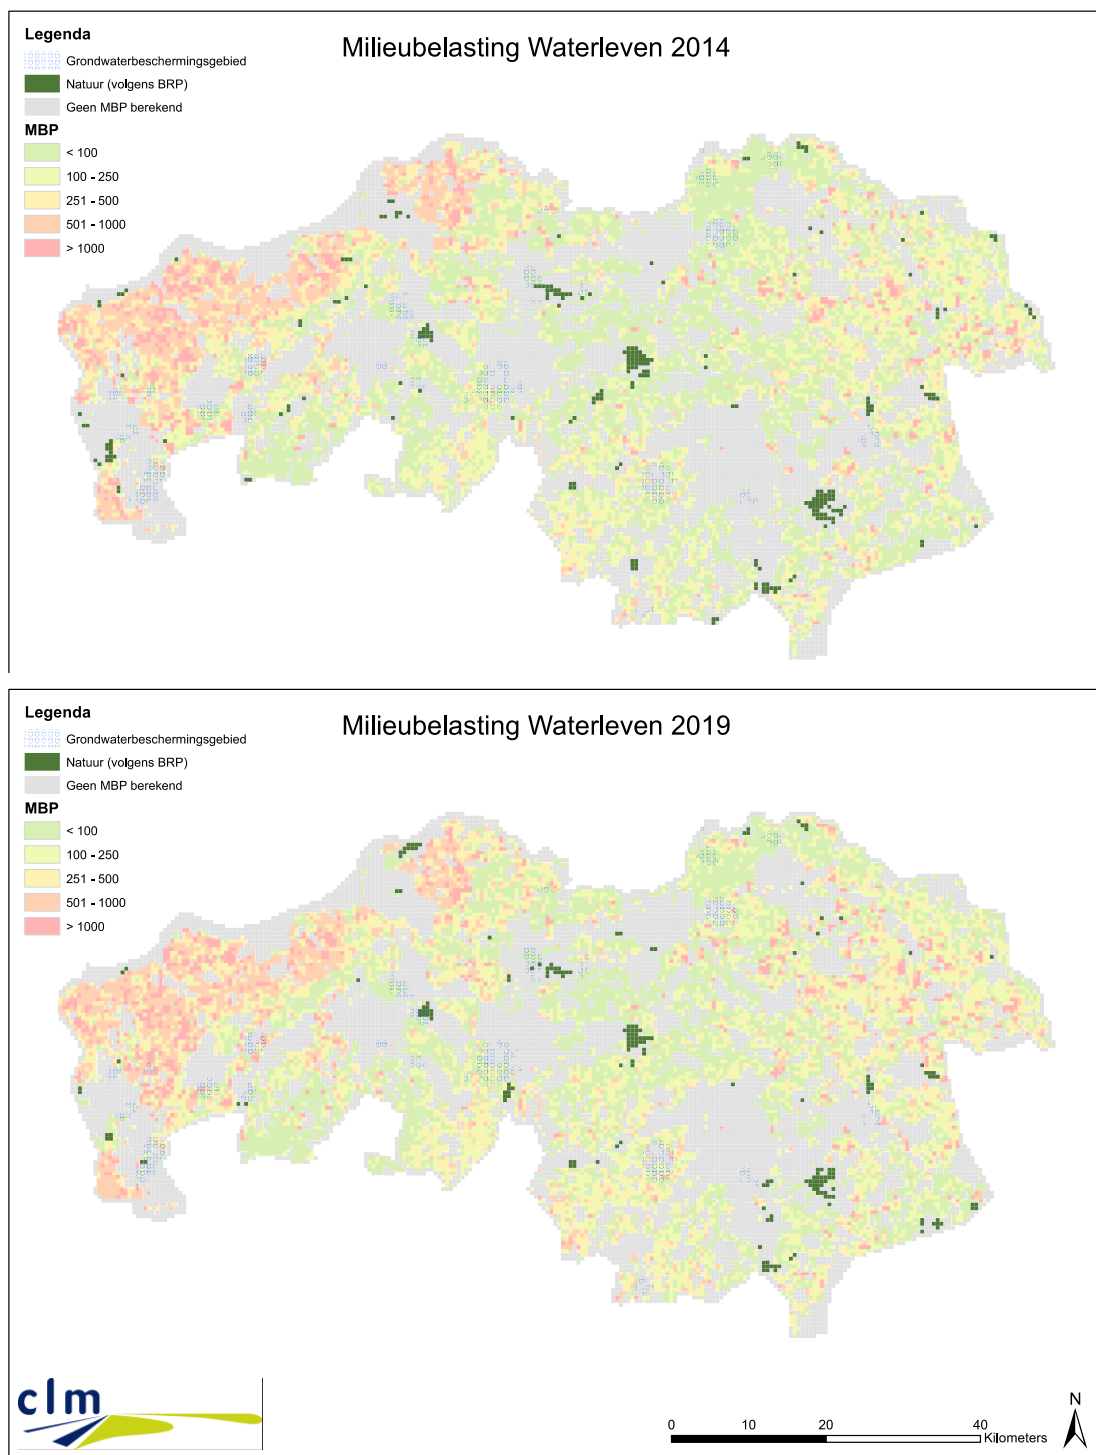 Legenda
Grondwaterbeschermingsgebied
Natuur (volgens BRP)
Geen MBP berekend
MBP
< 100
100 - 250
251 - 500
501 - 1000
> 1000
Milieubelasting Waterleven 2014
Legenda
Grondwaterbeschermingsgebied
Natuur (volgens BRP)
Geen MBP berekend
MBP
< 100
100 - 250
251 - 500
501 - 1000
> 1000
Milieubelasting Waterleven 2019
clm
0 10 20 40
Kilometers
N